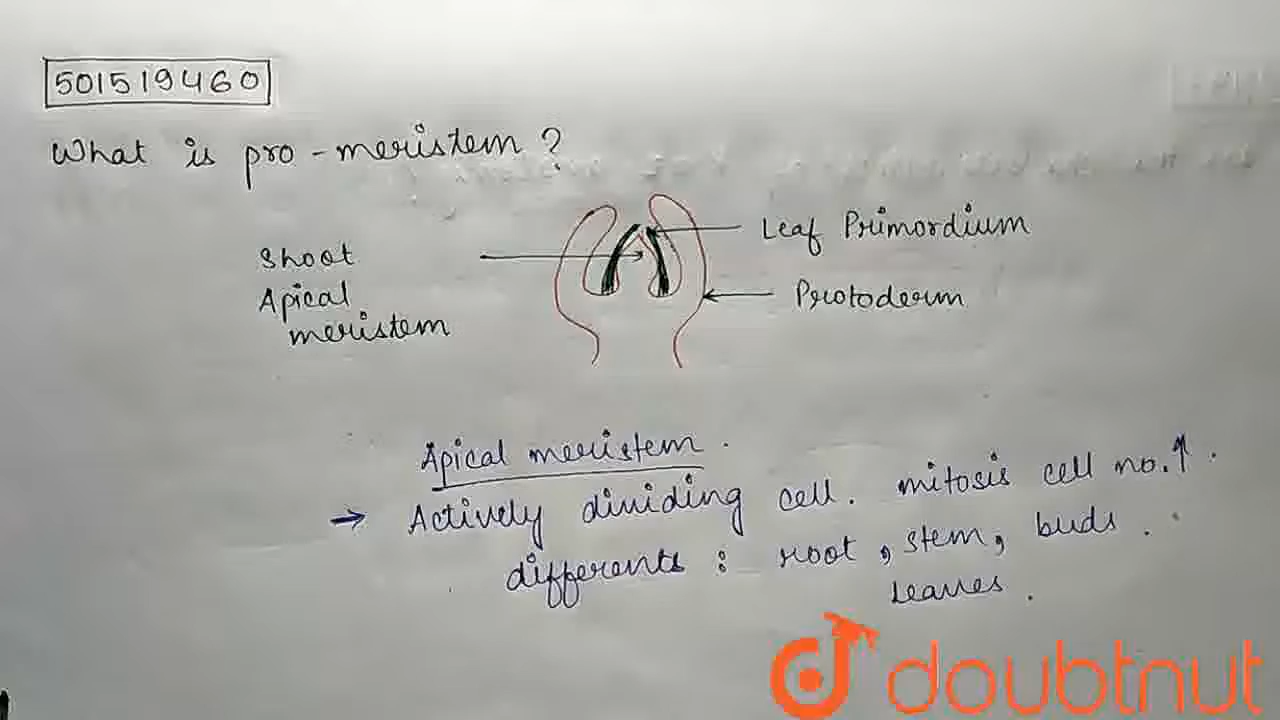 501519460
What is pro-meristem?
Leaf Primordium
Shoot
Apical
meristem
Protoderm
Apical meristem.
→ Actively dividing cell. mitosis cell no.↑.
differents : root, stem, buds.
Leaves.
doubtnut